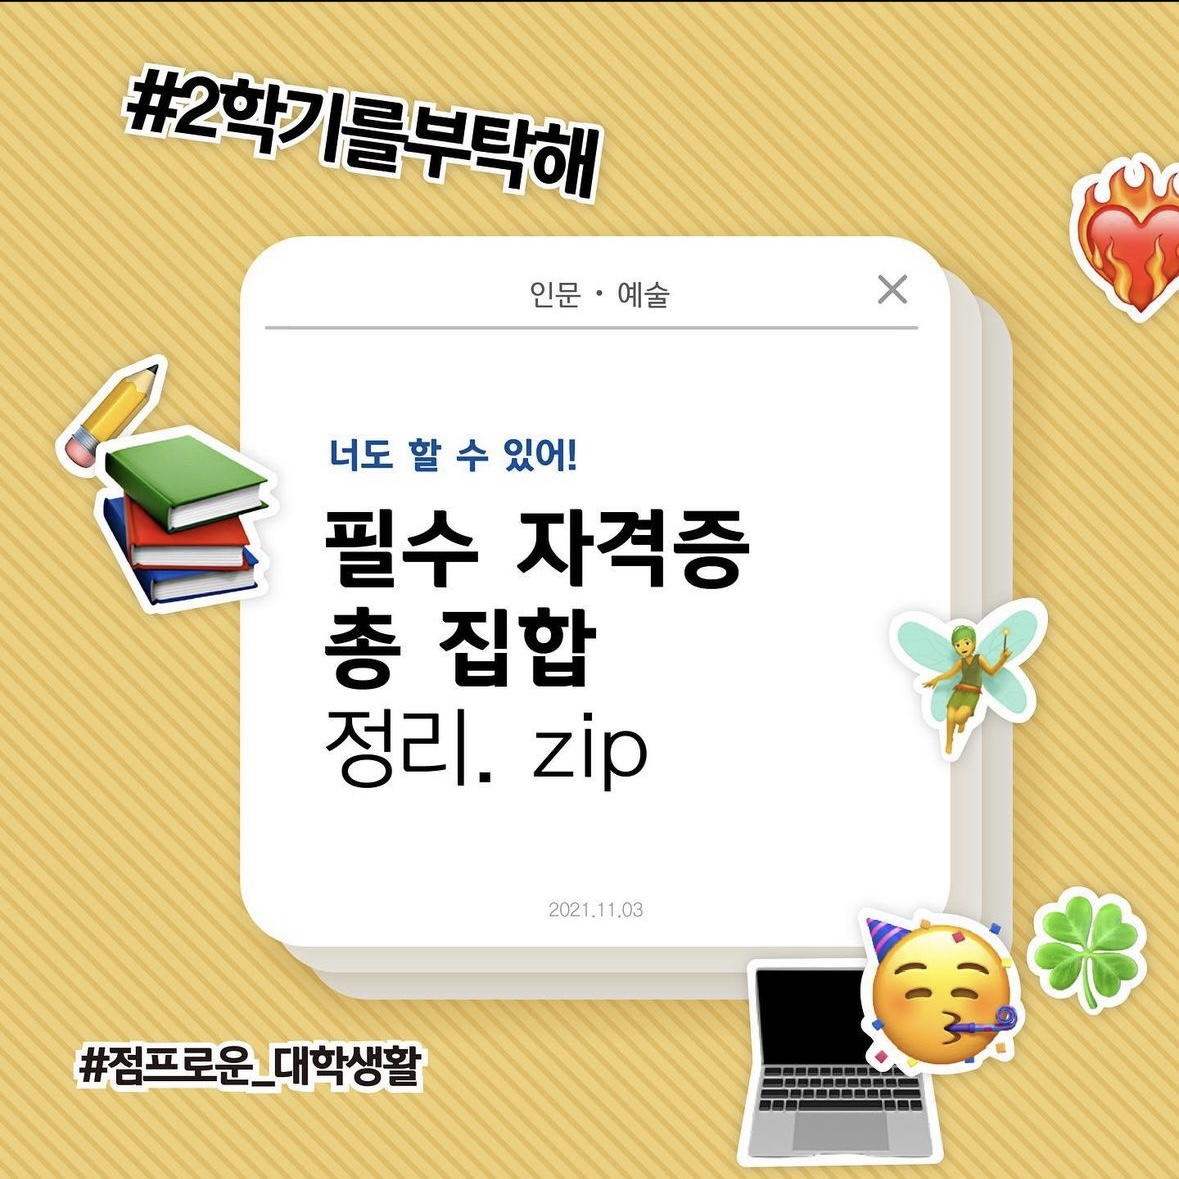 #2학기를부탁해
인문 · 예술
너도 할 수 있어!
필수 자격증
총 집합
정리. zip
2021.11.03
#점프로운_대학생활